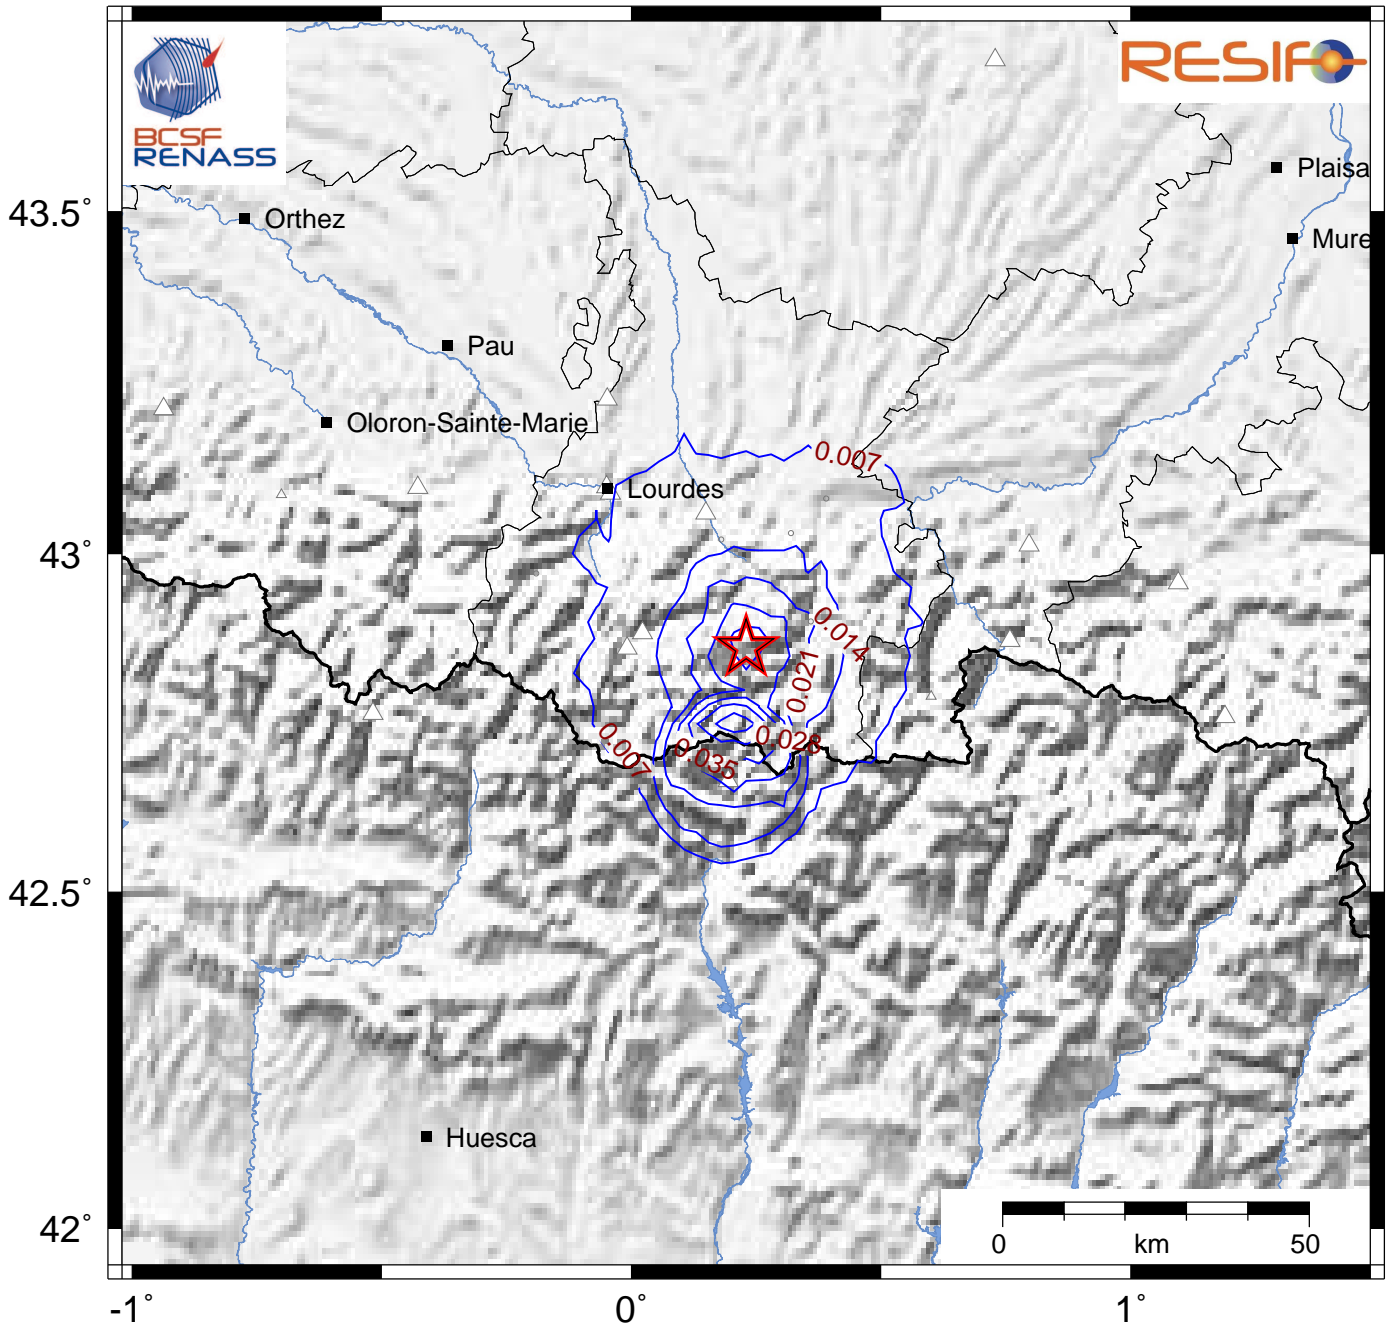 BCSF
RENASS
RESIF
Plaisa
43.5°
Orthez
Mure
Pau
Oloron-Sainte-Marie
0.007
Lourdes
43°
0.014
0.021
0.007
0.028
0.035
42.5°
Huesca
42°
0 km 50
-1° 0° 1°